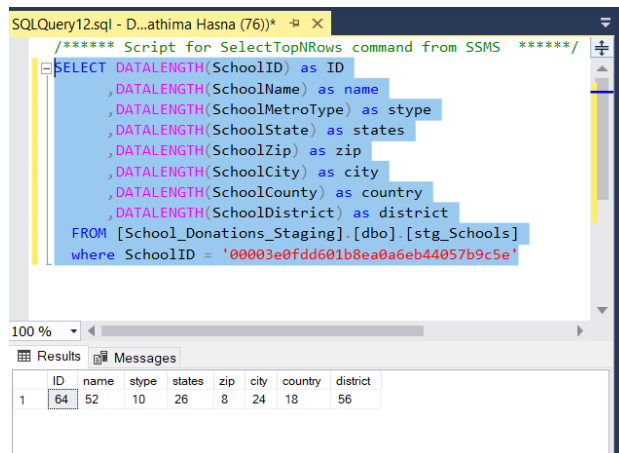 SQLQuery12.sql - D...athima Hasna (76))*
/****** Script for SelectTopNRows command from SSMS  ******/
SELECT DATALENGTH(SchoolID) as ID
,DATALENGTH(SchoolName) as name
,DATALENGTH(SchoolMetroType) as stype
,DATALENGTH(SchoolState) as states
,DATALENGTH(SchoolZip) as zip
,DATALENGTH(SchoolCity) as city
,DATALENGTH(SchoolCounty) as country
,DATALENGTH(SchoolDistrict) as district
FROM [School_Donations_Staging].[dbo].[stg_Schools]
where SchoolID = '00003e0fdd601b8ea0a6eb44057b9c5e'
100 %
Results Messages
ID name stype states zip city country district
1 64 52 10 26 8 24 18 56